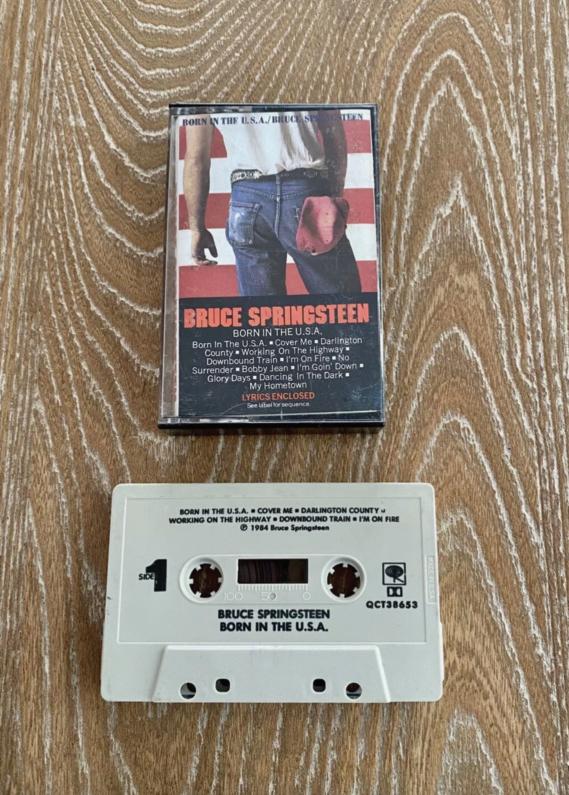 BORN IN THE U.S.A./BRUCE SPRINGSTEEN
BRUCE SPRINGSTEEN
BORN IN THE U.S.A.
Born In The U.S.A. ■ Cover Me ■ Darlington
County ■ Working On The Highway ■
Downbound Train ■ I'm On Fire ■ No
Surrender ■ Bobby Jean ■ I'm Goin' Down ■
Glory Days ■ Dancing In The Dark ■
My Hometown
LYRICS ENCLOSED
See label for sequence.
BORN IN THE U.S.A. ■ COVER ME ■ DARLINGTON COUNTY ■
WORKING ON THE HIGHWAY ■ DOWNBOUND TRAIN ■ I'M ON FIRE
℗ 1984 Bruce Springsteen
SIDE 1
100 50 0
QCT38653
BRUCE SPRINGSTEEN
BORN IN THE U.S.A.